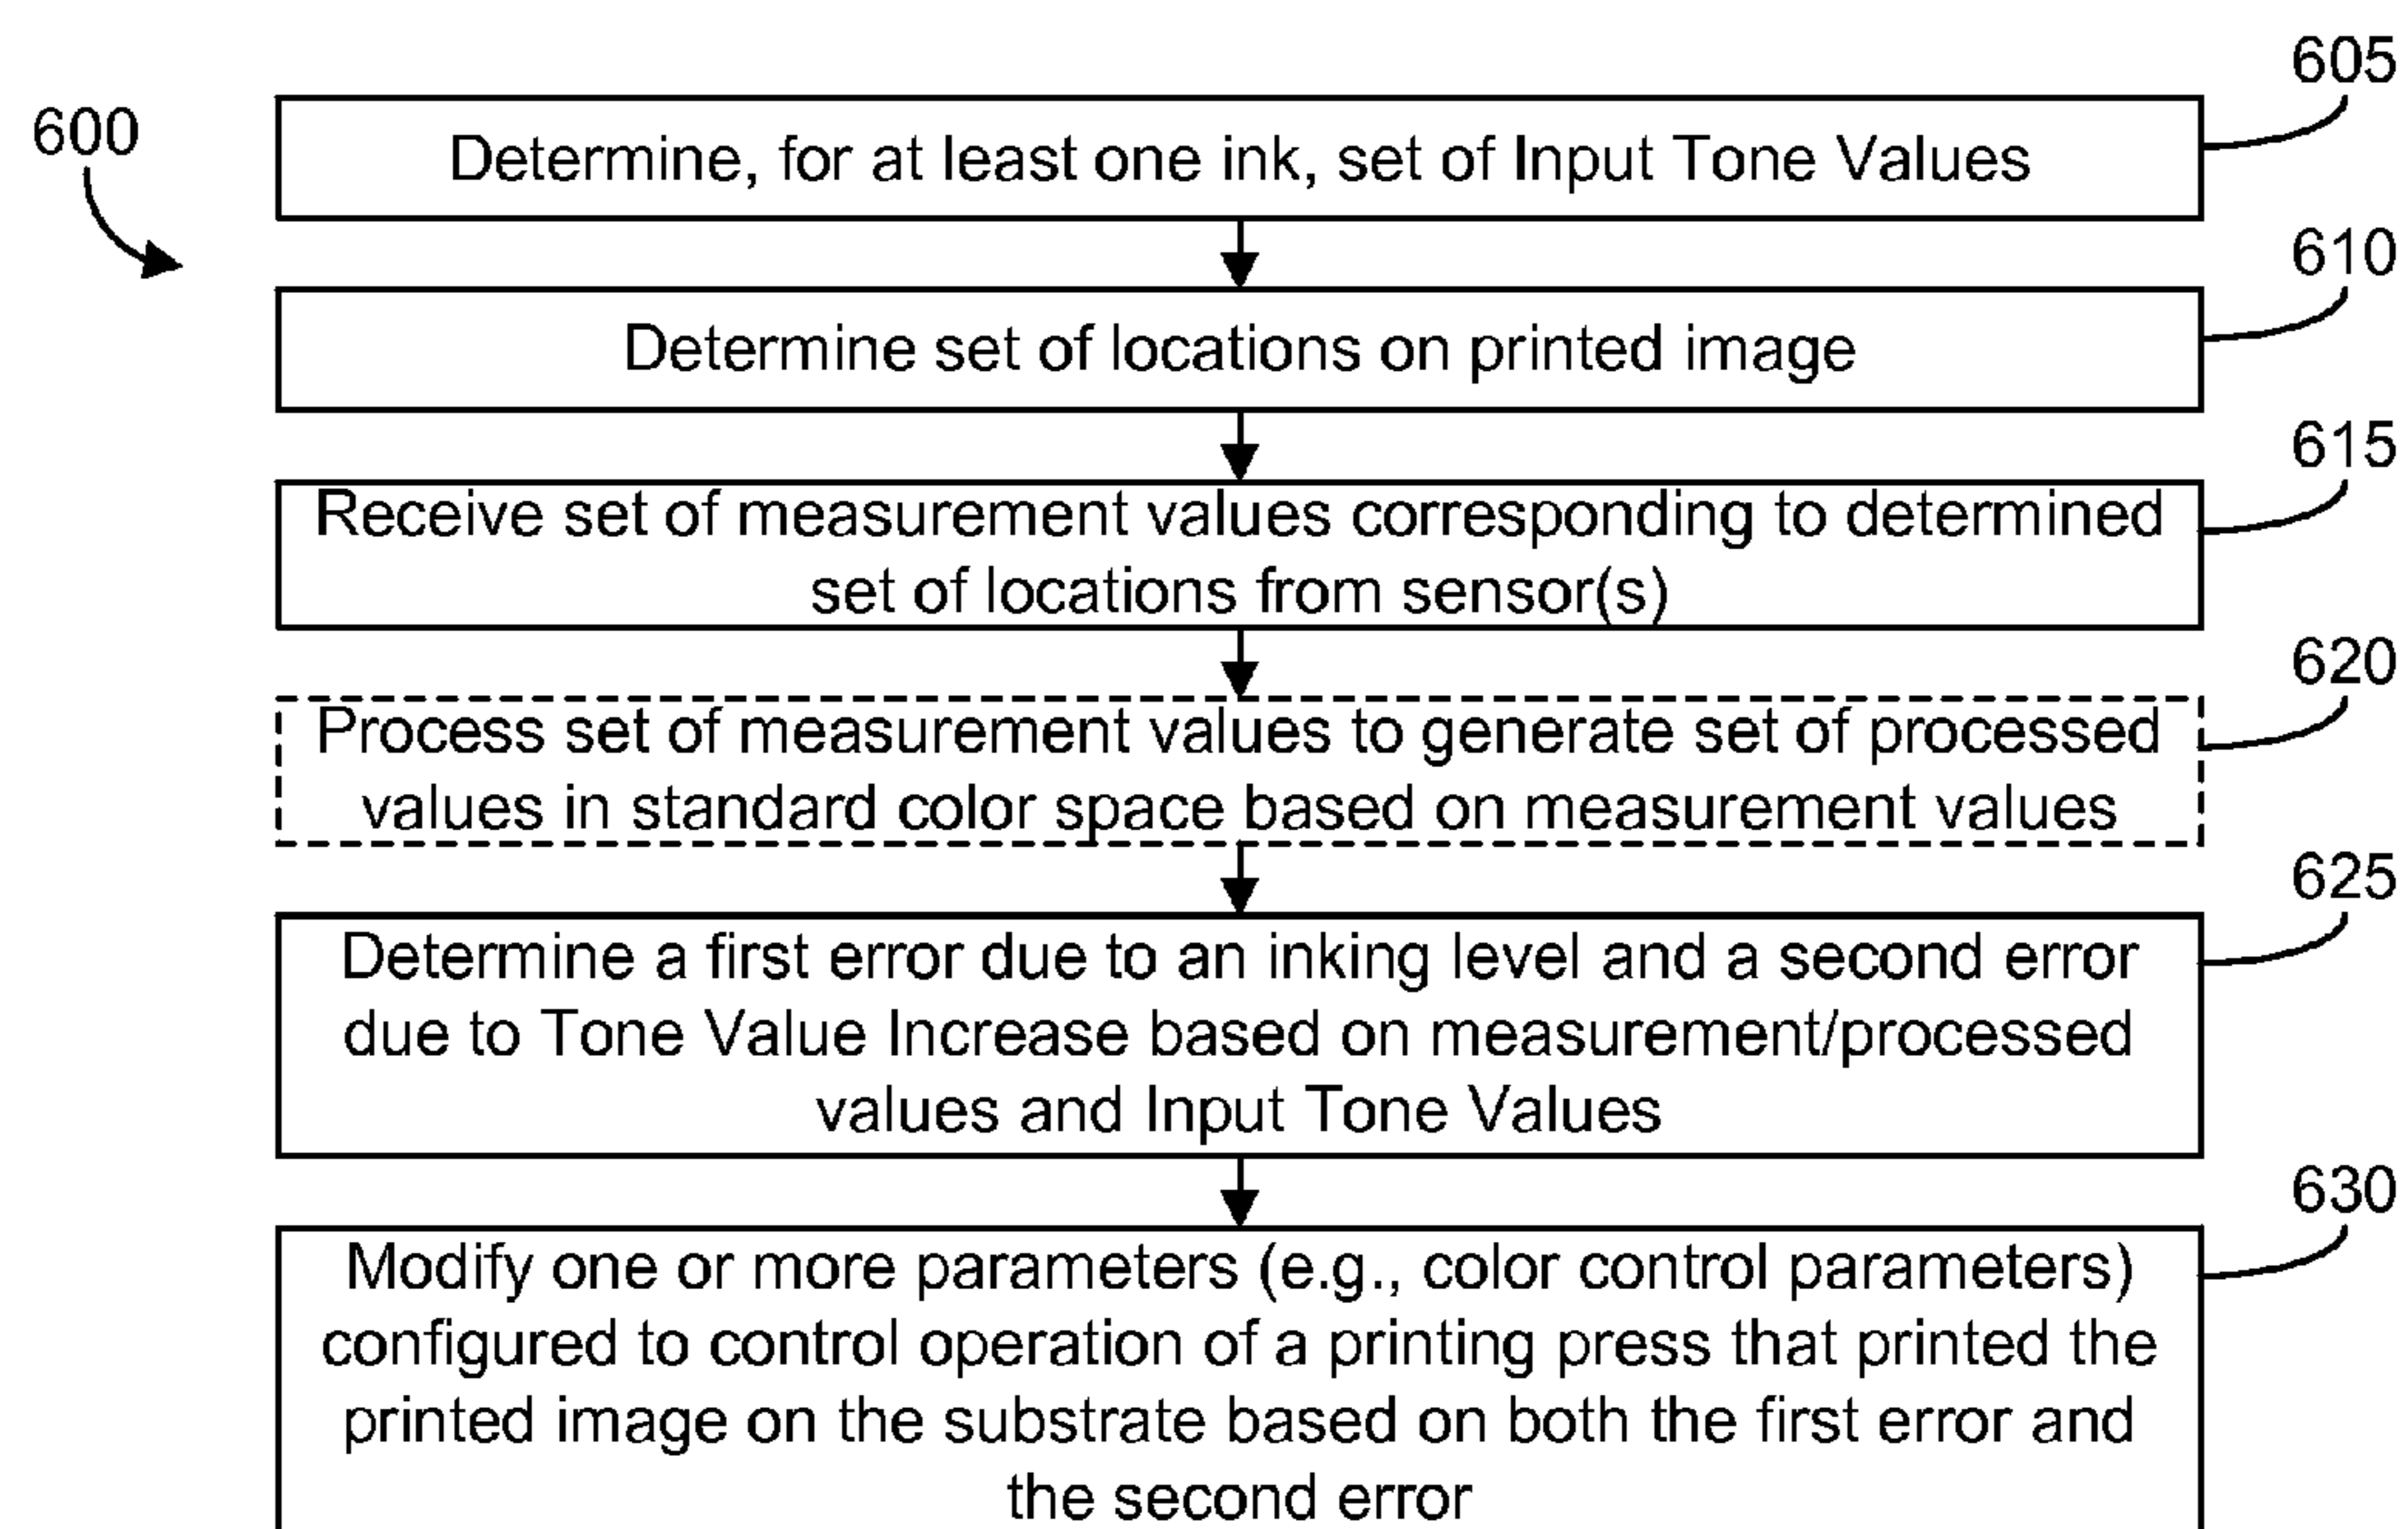 605
600
Determine, for at least one ink, set of Input Tone Values
610
Determine set of locations on printed image
615
Receive set of measurement values corresponding to determined
set of locations from sensor(s)
620
Process set of measurement values to generate set of processed
values in standard color space based on measurement values
625
Determine a first error due to an inking level and a second error
due to Tone Value Increase based on measurement/processed
values and Input Tone Values
630
Modify one or more parameters (e.g., color control parameters)
configured to control operation of a printing press that printed the
printed image on the substrate based on both the first error and
the second error